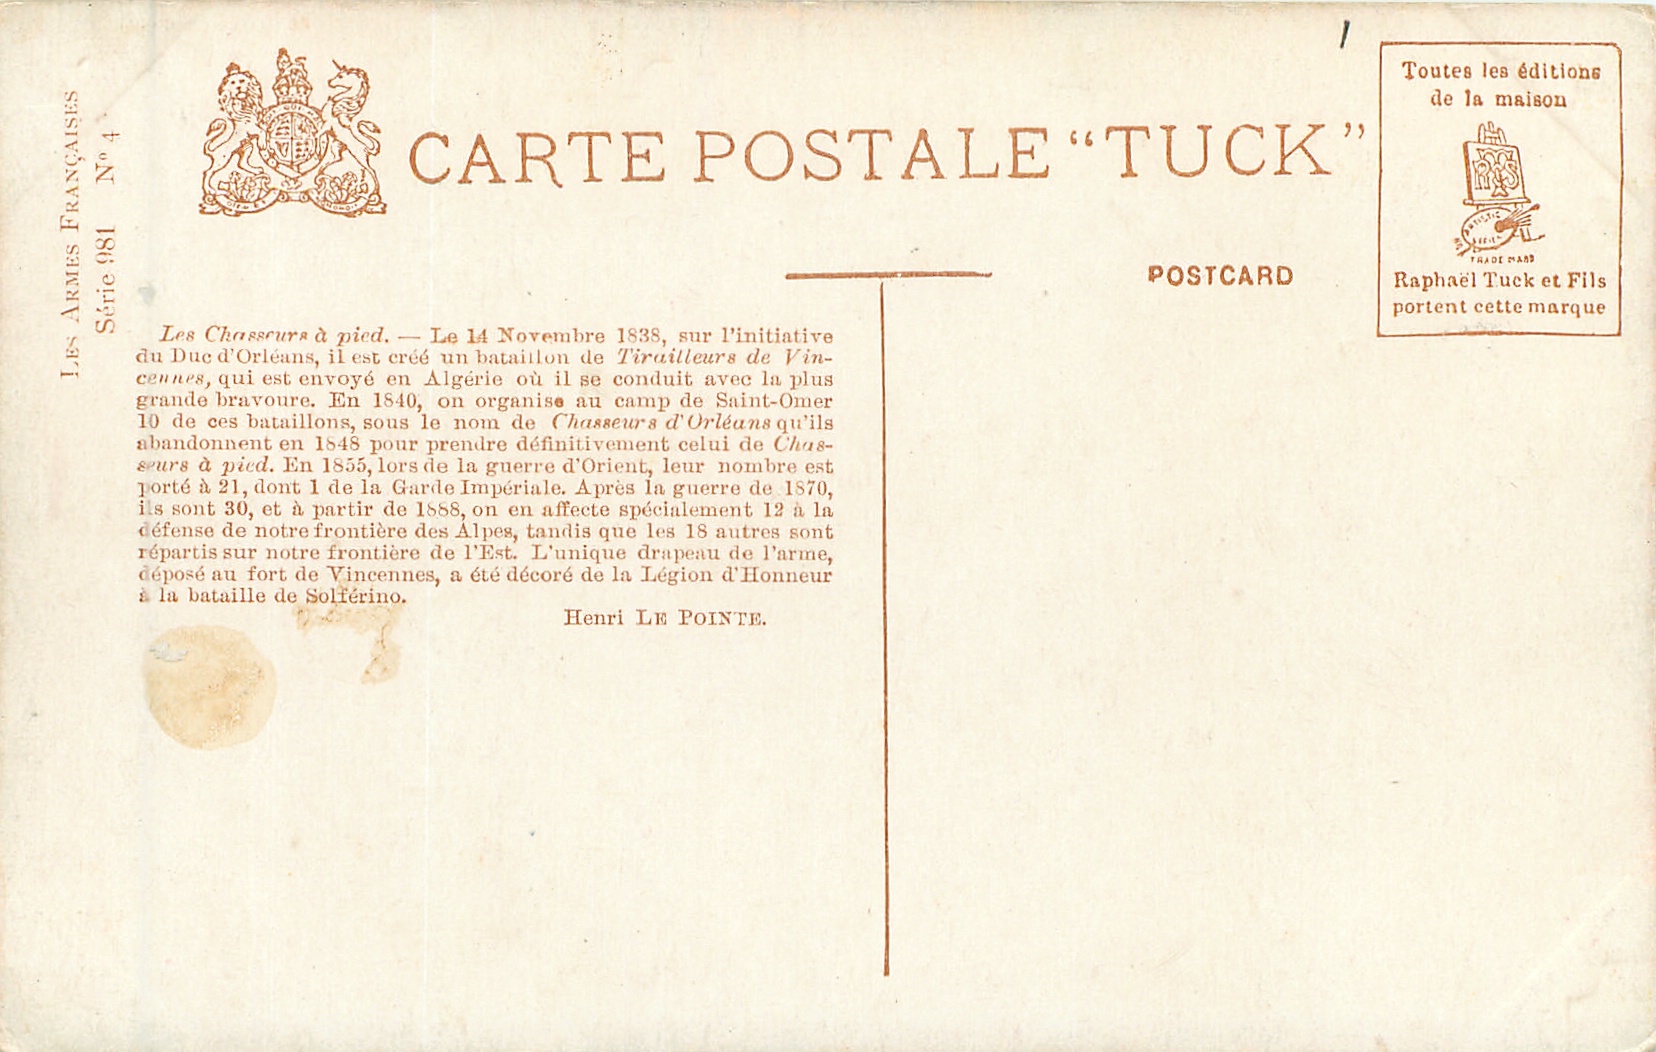 LES ARMES FRANÇAISES
Série 981 N° 4
CARTE POSTALE “TUCK”
POSTCARD
Toutes les éditions
de la maison
TRADE MARK
Raphaël Tuck et Fils
portent cette marque
Les Chasseurs à pied. — Le 14 Novembre 1838, sur l'initiative
du Duc d'Orléans, il est créé un bataillon de Tirailleurs de Vin-
cennes, qui est envoyé en Algérie où il se conduit avec la plus
grande bravoure. En 1840, on organise au camp de Saint-Omer
10 de ces bataillons, sous le nom de Chasseurs d'Orléans qu'ils
abandonnent en 1848 pour prendre définitivement celui de Chas-
seurs à pied. En 1855, lors de la guerre d'Orient, leur nombre est
porté à 21, dont 1 de la Garde Impériale. Après la guerre de 1870,
ils sont 30, et à partir de 1888, on en affecte spécialement 12 à la
défense de notre frontière des Alpes, tandis que les 18 autres sont
répartis sur notre frontière de l'Est. L'unique drapeau de l'arme,
déposé au fort de Vincennes, a été décoré de la Légion d'Honneur
à la bataille de Solférino.
Henri LE POINTE.